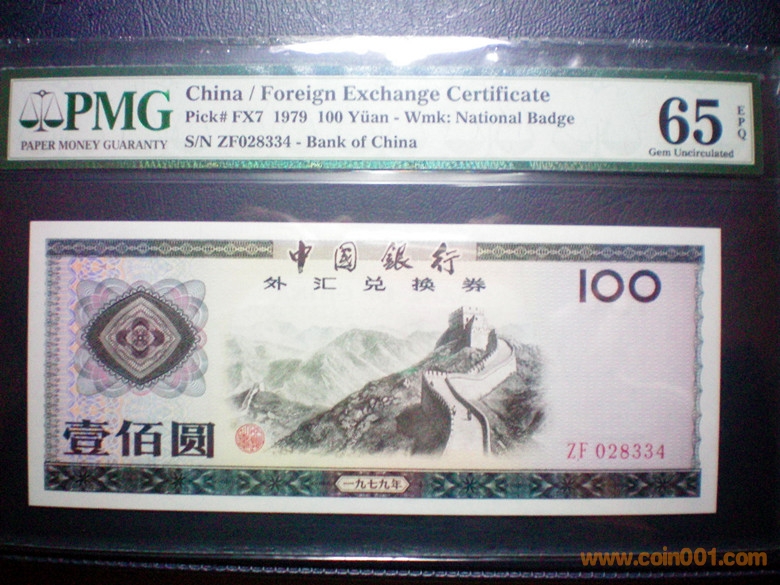 PMG
PAPER MONEY GUARANTY
China / Foreign Exchange Certificate
Pick# FX7 1979 100 Yüan - Wmk: National Badge
S/N ZF028334 - Bank of China
65
EPQ
Gem Uncirculated
中國銀行
外汇兑换券
100
壹佰圆
ZF 028334
一九七九年
www.coin001.com